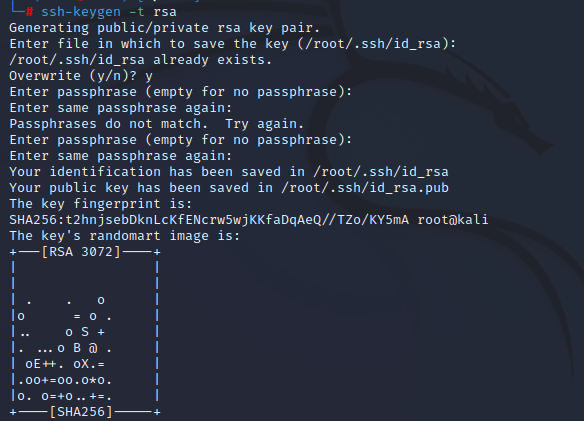 └─# ssh-keygen -t rsa
Generating public/private rsa key pair.
Enter file in which to save the key (/root/.ssh/id_rsa):
/root/.ssh/id_rsa already exists.
Overwrite (y/n)? y
Enter passphrase (empty for no passphrase):
Enter same passphrase again:
Passphrases do not match.  Try again.
Enter passphrase (empty for no passphrase):
Enter same passphrase again:
Your identification has been saved in /root/.ssh/id_rsa
Your public key has been saved in /root/.ssh/id_rsa.pub
The key fingerprint is:
SHA256:t2hnjsebDknLcKfENcrw5wjKKfaDqAeQ//TZo/KY5mA root@kali
The key's randomart image is:
+---[RSA 3072]----+
|                 |
|                 |
| .    .   o      |
|o      = o .     |
|..    o S +      |
|. ...o B @ .     |
| oE++. oX.=      |
|.oo+=oo.o*o.     |
|o. o=+o..+=.     |
+----[SHA256]-----+